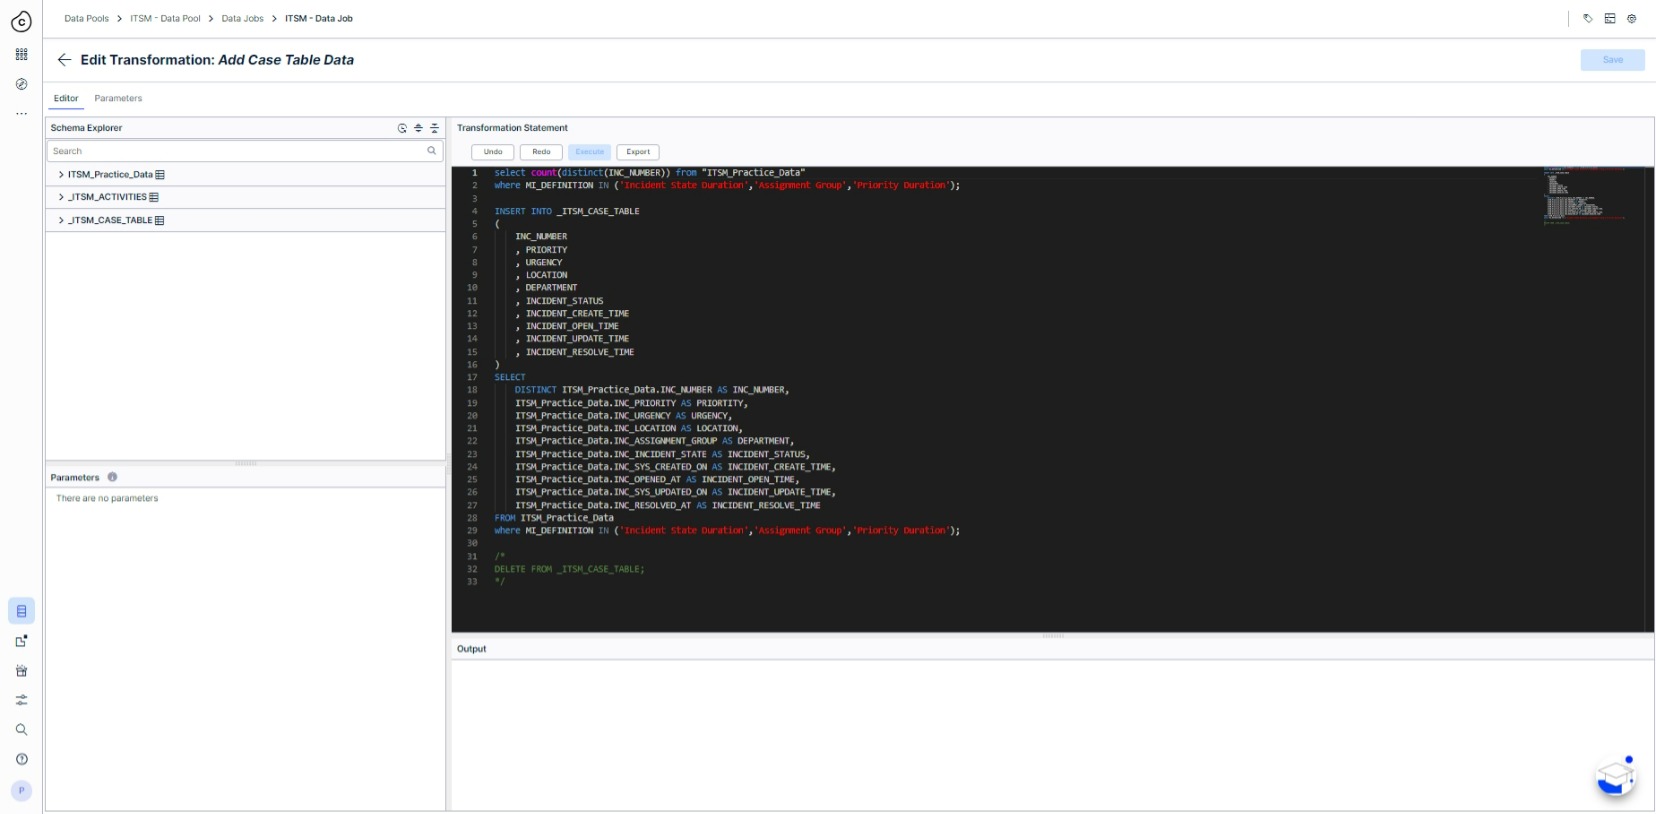 Data Pools > ITSM - Data Pool > Data Jobs > ITSM - Data Job
Edit Transformation: Add Case Table Data
Save
Editor
Parameters
Schema Explorer
Search
ITSM_Practice_Data
_ITSM_ACTIVITIES
_ITSM_CASE_TABLE
Parameters
There are no parameters
P
Transformation Statement
Undo
Redo
Execute
Export
1 select count(distinct(INC_NUMBER)) from "ITSM_Practice_Data"
2 where MI_DEFINITION IN ('Incident State Duration','Assignment Group','Priority Duration');
3
4 INSERT INTO _ITSM_CASE_TABLE
5 (
6 INC_NUMBER
7 , PRIORITY
8 , URGENCY
9 , LOCATION
10 , DEPARTMENT
11 , INCIDENT_STATUS
12 , INCIDENT_CREATE_TIME
13 , INCIDENT_OPEN_TIME
14 , INCIDENT_UPDATE_TIME
15 , INCIDENT_RESOLVE_TIME
16 )
17 SELECT
18 DISTINCT ITSM_Practice_Data.INC_NUMBER AS INC_NUMBER,
19 ITSM_Practice_Data.INC_PRIORITY AS PRIORTITY,
20 ITSM_Practice_Data.INC_URGENCY AS URGENCY,
21 ITSM_Practice_Data.INC_LOCATION AS LOCATION,
22 ITSM_Practice_Data.INC_ASSIGNMENT_GROUP AS DEPARTMENT,
23 ITSM_Practice_Data.INC_INCIDENT_STATE AS INCIDENT_STATUS,
24 ITSM_Practice_Data.INC_SYS_CREATED_ON AS INCIDENT_CREATE_TIME,
25 ITSM_Practice_Data.INC_OPENED_AT AS INCIDENT_OPEN_TIME,
26 ITSM_Practice_Data.INC_SYS_UPDATED_ON AS INCIDENT_UPDATE_TIME,
27 ITSM_Practice_Data.INC_RESOLVED_AT AS INCIDENT_RESOLVE_TIME
28 FROM ITSM_Practice_Data
29 where MI_DEFINITION IN ('Incident State Duration','Assignment Group','Priority Duration');
30
31 /*
32 DELETE FROM _ITSM_CASE_TABLE;
33 */
Output